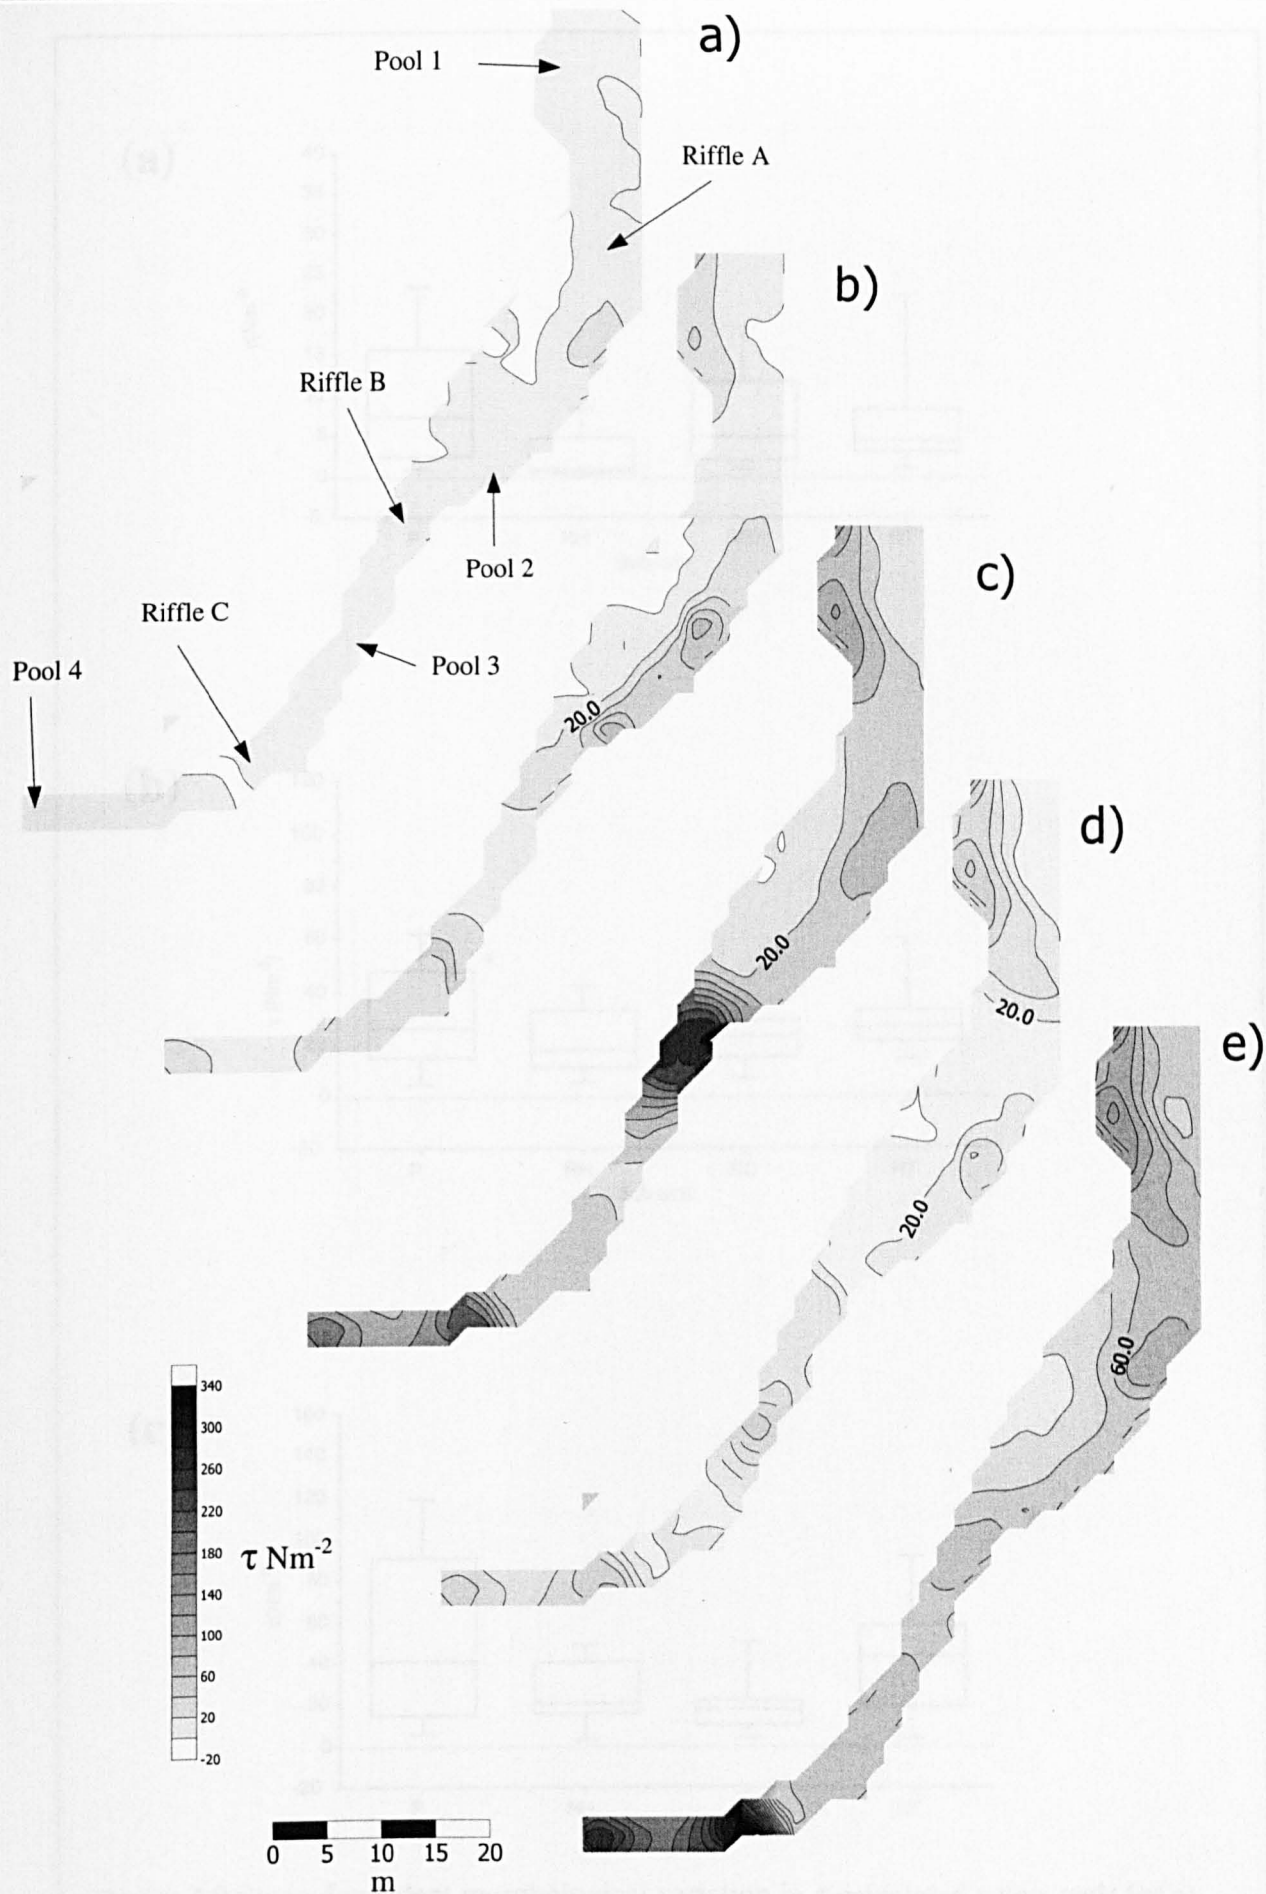 a)
Pool 1
Riffle A
b)
Riffle B
Pool 2
c)
Riffle C
Pool 3
Pool 4
20.0
d)
20.0
20.0
e)
20.0
60.0
340
300
260
220
180
140
100
60
20
-20
τ Nm-2
0 5 10 15 20
m